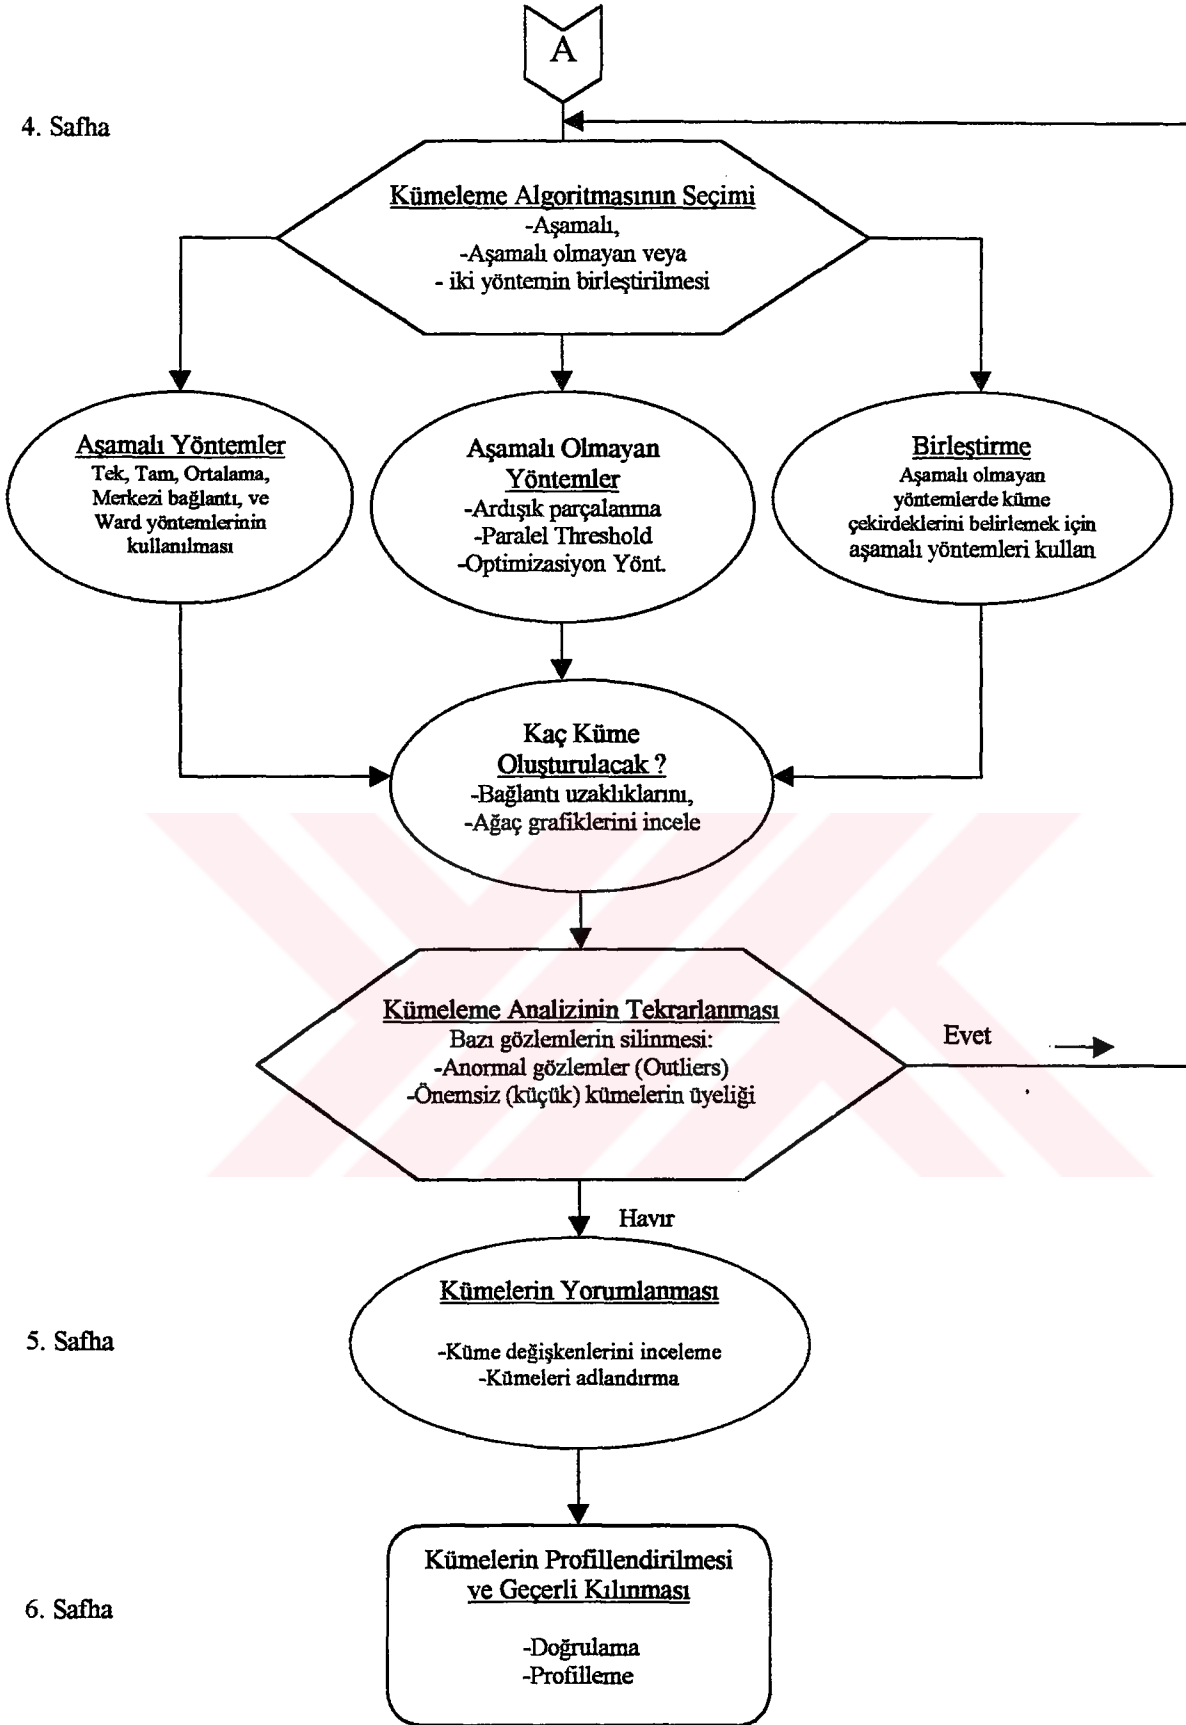 A
4. Safha
Kümeleme Algoritmasının Seçimi
-Aşamalı,
-Aşamalı olmayan veya
- iki yöntemin birleştirilmesi
Aşamalı Yöntemler
Tek, Tam, Ortalama,
Merkezi bağlantı, ve
Ward yöntemlerinin
kullanılması
Aşamalı Olmayan
Yöntemler
-Ardışık parçalanma
-Paralel Threshold
-Optimizasiyon Yönt.
Birleştirme
Aşamalı olmayan
yöntemlerde küme
çekirdeklerini belirlemek için
aşamalı yöntemleri kullan
Kaç Küme
Oluşturulacak ?
-Bağlantı uzaklıklarını,
-Ağaç grafiklerini incele
Kümeleme Analizinin Tekrarlanması
Bazı gözlemlerin silinmesi:
-Anormal gözlemler (Outliers)
-Önemsiz (küçük) kümelerin üyeliği
Evet
Havır
5. Safha
Kümelerin Yorumlanması
-Küme değişkenlerini inceleme
-Kümeleri adlandırma
6. Safha
Kümelerin Profillendirilmesi
ve Geçerli Kılınması
-Doğrulama
-Profilleme